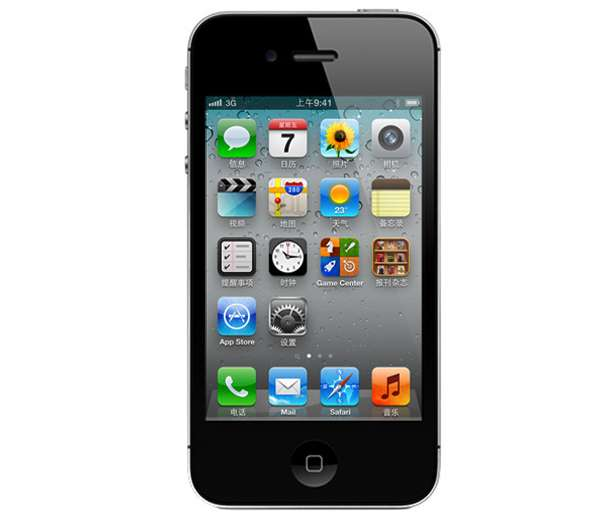 3G 上午9:41
星期五
7 280
信息 日历 照片 相机
23°
视频 地图 天气 备忘录
提醒事项 时钟 Game Center 报刊杂志
App Store 设置
电话 Mail Safari 音乐